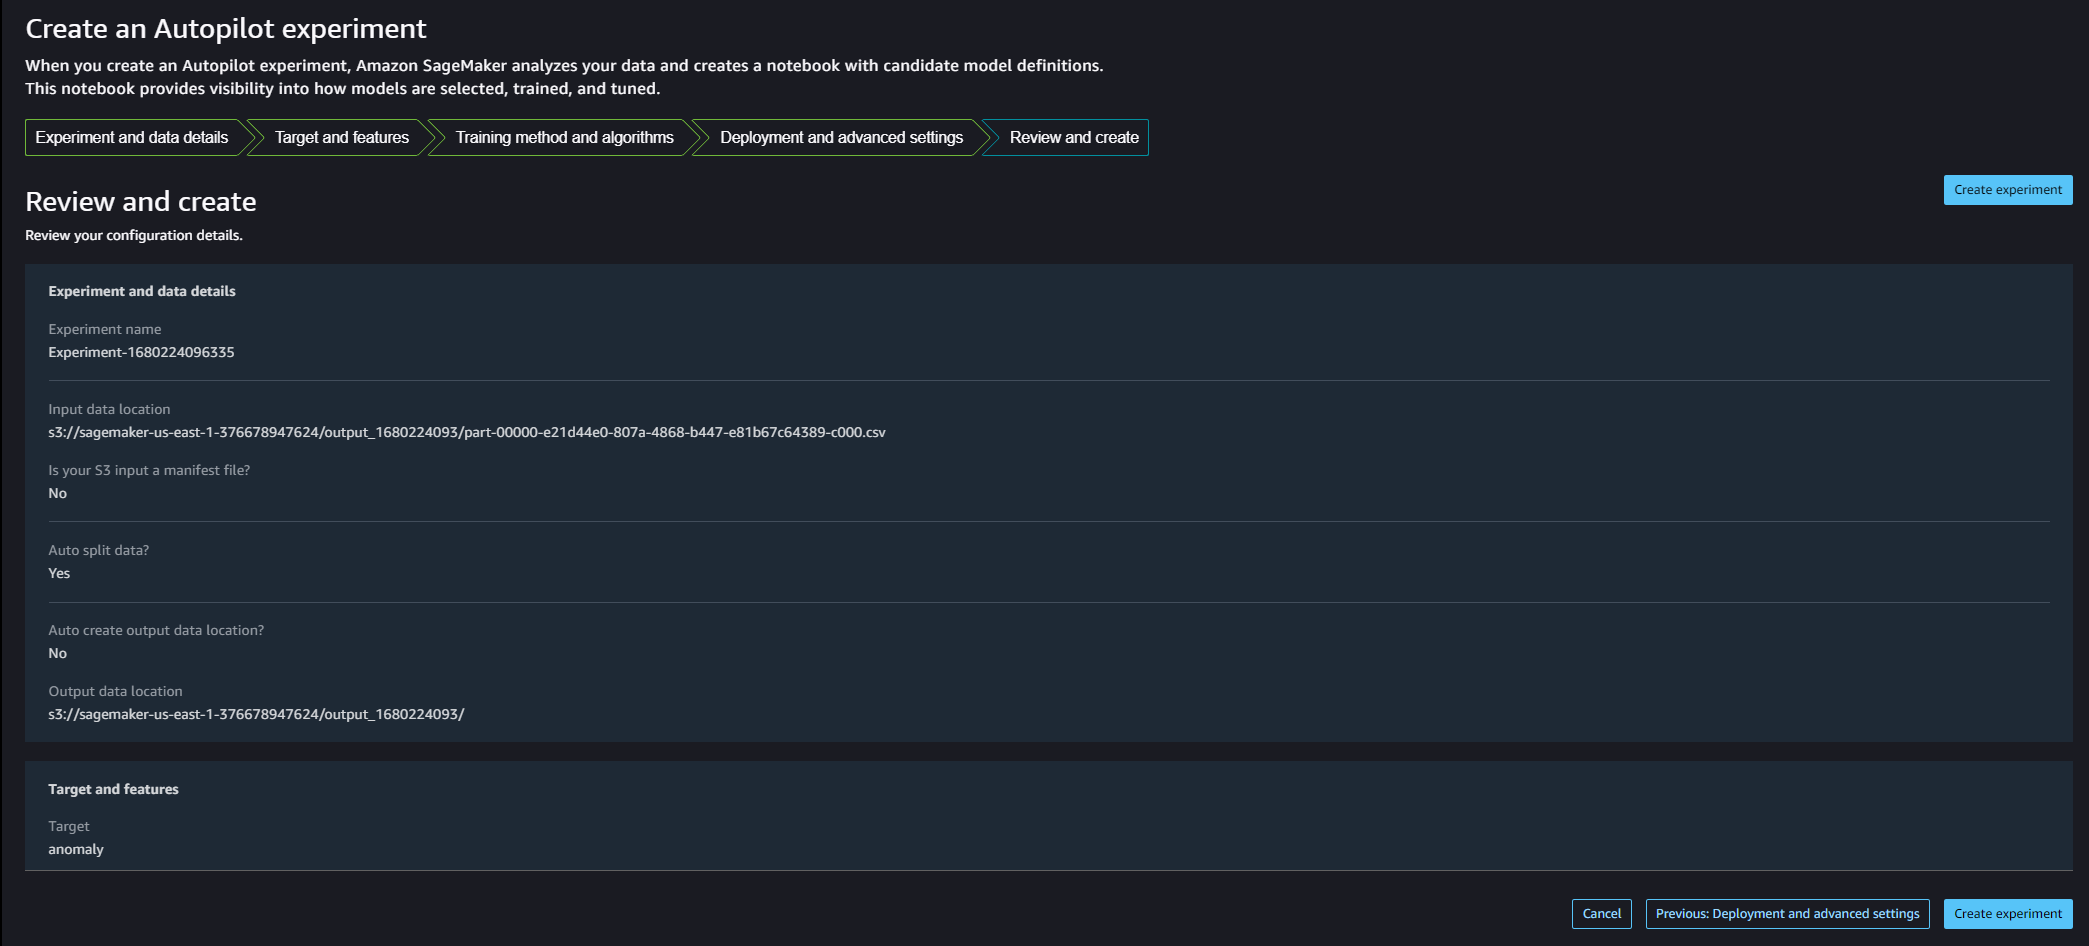 Create an Autopilot experiment
When you create an Autopilot experiment, Amazon SageMaker analyzes your data and creates a notebook with candidate model definitions.
This notebook provides visibility into how models are selected, trained, and tuned.
Experiment and data details
Target and features
Training method and algorithms
Deployment and advanced settings
Review and create
Create experiment
Review and create
Review your configuration details.
Experiment and data details
Experiment name
Experiment-1680224096335
Input data location
s3://sagemaker-us-east-1-376678947624/output_1680224093/part-00000-e21d44e0-807a-4868-b447-e81b67c64389-c000.csv
Is your S3 input a manifest file?
No
Auto split data?
Yes
Auto create output data location?
No
Output data location
s3://sagemaker-us-east-1-376678947624/output_1680224093/
Target and features
Target
anomaly
Cancel
Previous: Deployment and advanced settings
Create experiment